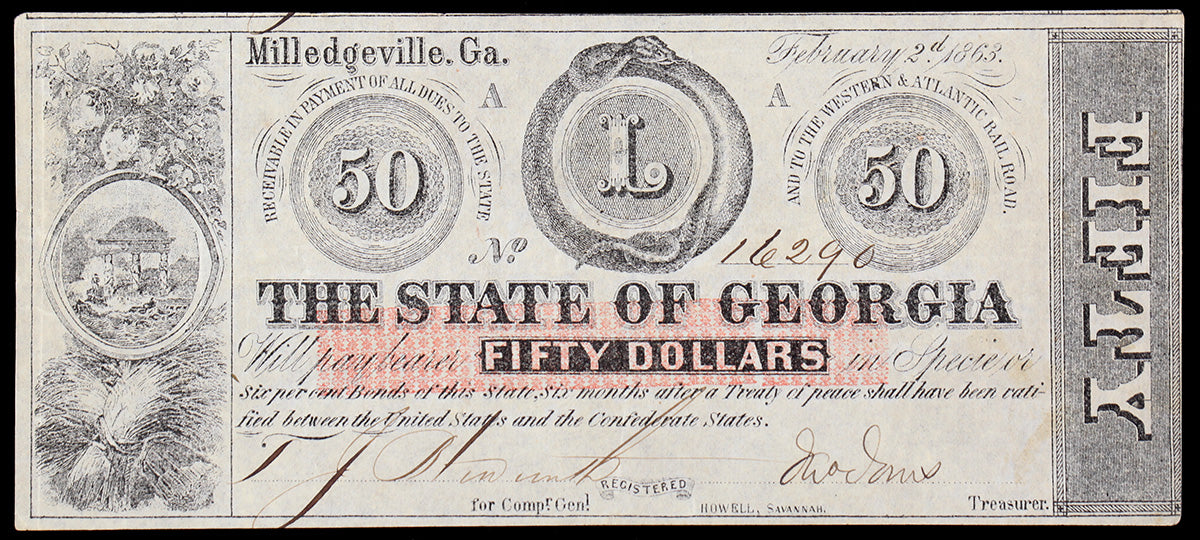 Milledgeville. Ga.
February 2d 1863.
RECEIVABLE IN PAYMENT OF ALL DUES TO THE STATE
50
A
L
A
AND TO THE WESTERN & ATLANTIC RAIL ROAD.
50
No. 16290
THE STATE OF GEORGIA
Will pay bearer FIFTY DOLLARS in Specie or
Six per cent Bonds of this State, Six months after a Treaty of peace shall have been rati-
fied between the United States and the Confederate States.
Jno Jones
REGISTERED
for Compr. Genl
HOWELL, SAVANNAH.
Treasurer.
FIFTY